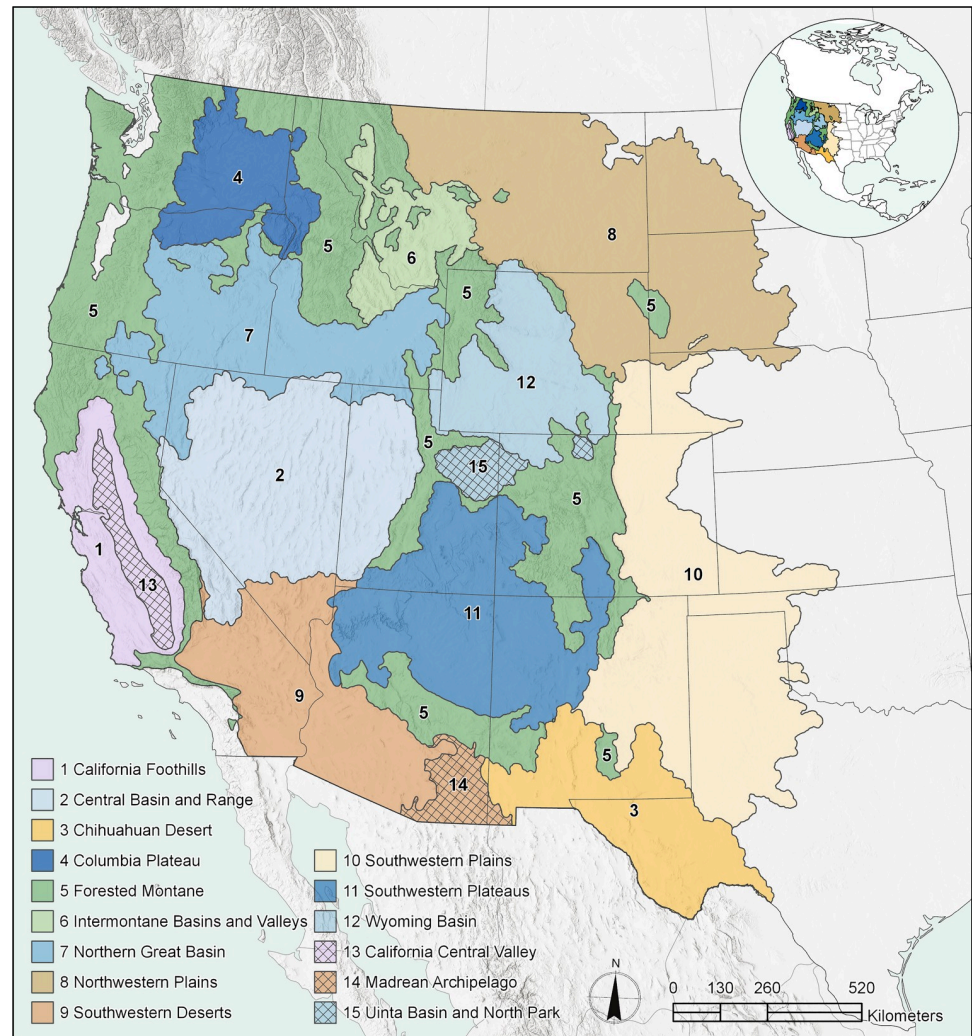 4
8
5
6
5
5
5
7
12
5
15
2
5
1
13
10
11
9
5
5
14
3
1 California Foothills
2 Central Basin and Range
3 Chihuahuan Desert
4 Columbia Plateau
5 Forested Montane
6 Intermontane Basins and Valleys
7 Northern Great Basin
8 Northwestern Plains
9 Southwestern Deserts
10 Southwestern Plains
11 Southwestern Plateaus
12 Wyoming Basin
13 California Central Valley
14 Madrean Archipelago
15 Uinta Basin and North Park
N
0 130 260 520
Kilometers